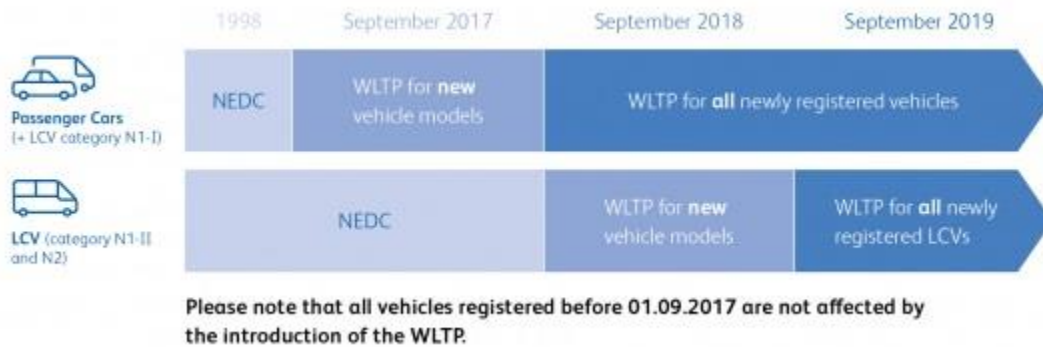 1998 September 2017 September 2018 September 2019
Passenger Cars
(+ LCV category N1-I)
NEDC
WLTP for new
vehicle models
WLTP for all newly registered vehicles
LCV (category N1-II
and N2)
NEDC
WLTP for new
vehicle models
WLTP for all newly
registered LCVs
Please note that all vehicles registered before 01.09.2017 are not affected by
the introduction of the WLTP.